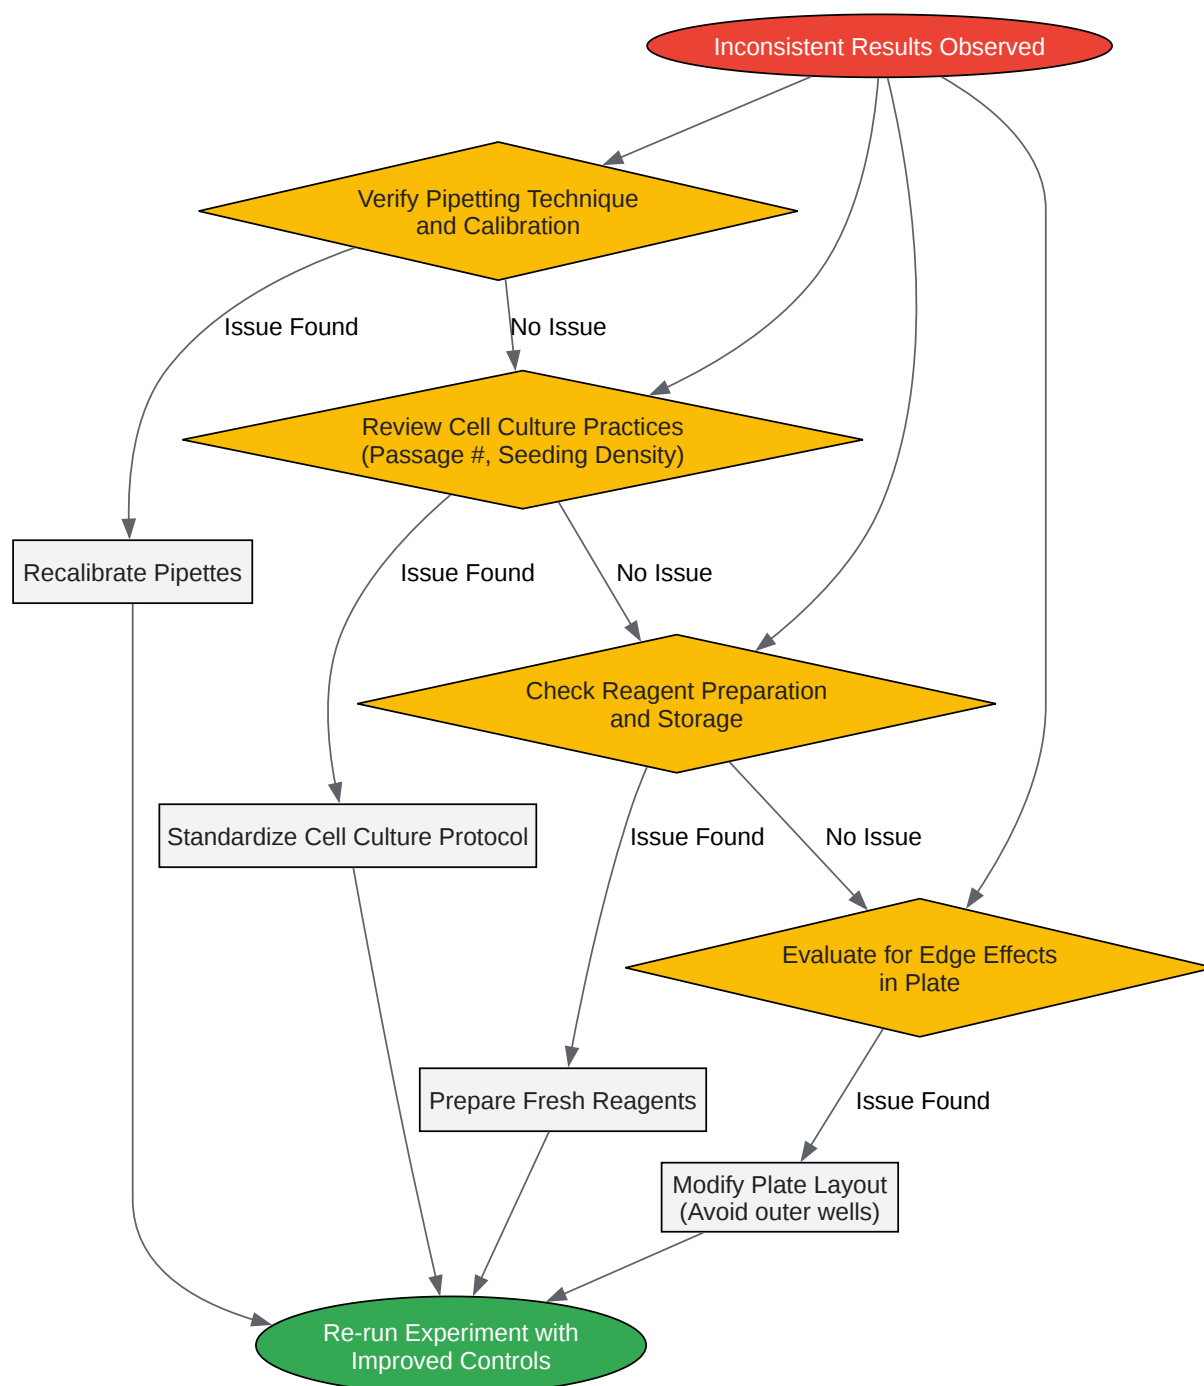 Inconsistent Results Observed
Verify Pipetting Technique
and Calibration
Issue Found
No Issue
Review Cell Culture Practices
(Passage #, Seeding Density)
Recalibrate Pipettes
Issue Found
No Issue
Check Reagent Preparation
and Storage
Standardize Cell Culture Protocol
Issue Found
No Issue
Evaluate for Edge Effects
in Plate
Prepare Fresh Reagents
Issue Found
Modify Plate Layout
(Avoid outer wells)
Re-run Experiment with
Improved Controls